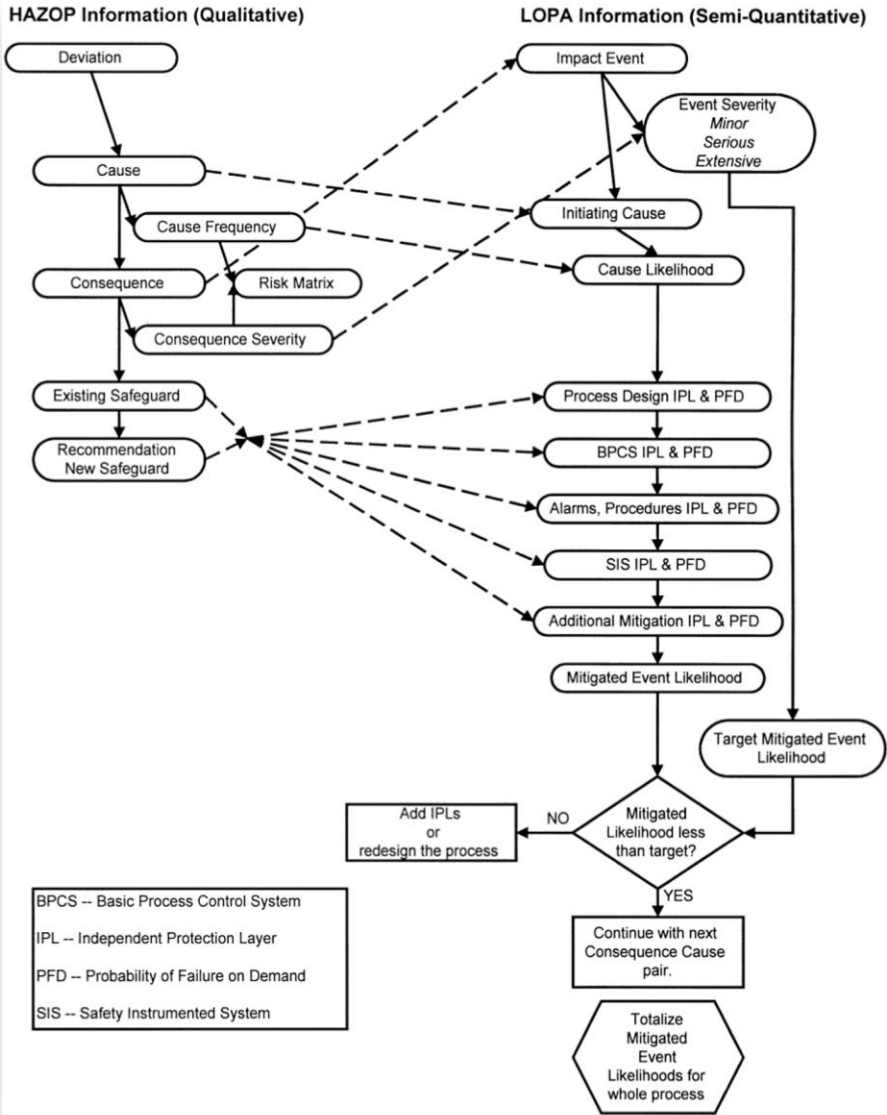 HAZOP Information (Qualitative)
LOPA Information (Semi-Quantitative)
Deviation
Impact Event
Event Severity
Minor
Serious
Extensive
Cause
Initiating Cause
Cause Frequency
Cause Likelihood
Consequence
Risk Matrix
Consequence Severity
Existing Safeguard
Process Design IPL & PFD
Recommendation
New Safeguard
BPCS IPL & PFD
Alarms, Procedures IPL & PFD
SIS IPL & PFD
Additional Mitigation IPL & PFD
Mitigated Event Likelihood
Target Mitigated Event
Likelihood
Mitigated
Likelihood less
than target?
NO
Add IPLs
or
redesign the process
YES
Continue with next
Consequence Cause
pair.
BPCS -- Basic Process Control System
IPL -- Independent Protection Layer
PFD -- Probability of Failure on Demand
SIS -- Safety Instrumented System
Totalize
Mitigated
Event
Likelihoods for
whole process